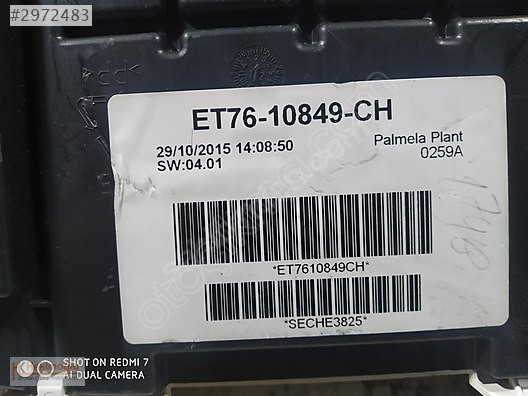 #2972483
ET76-10849-CH
29/10/2015 14:08:50
Palmela Plant
SW:04.01
0259A
*ET7610849CH*
*SECHE3825*
SHOT ON REDMI 7
AI DUAL CAMERA